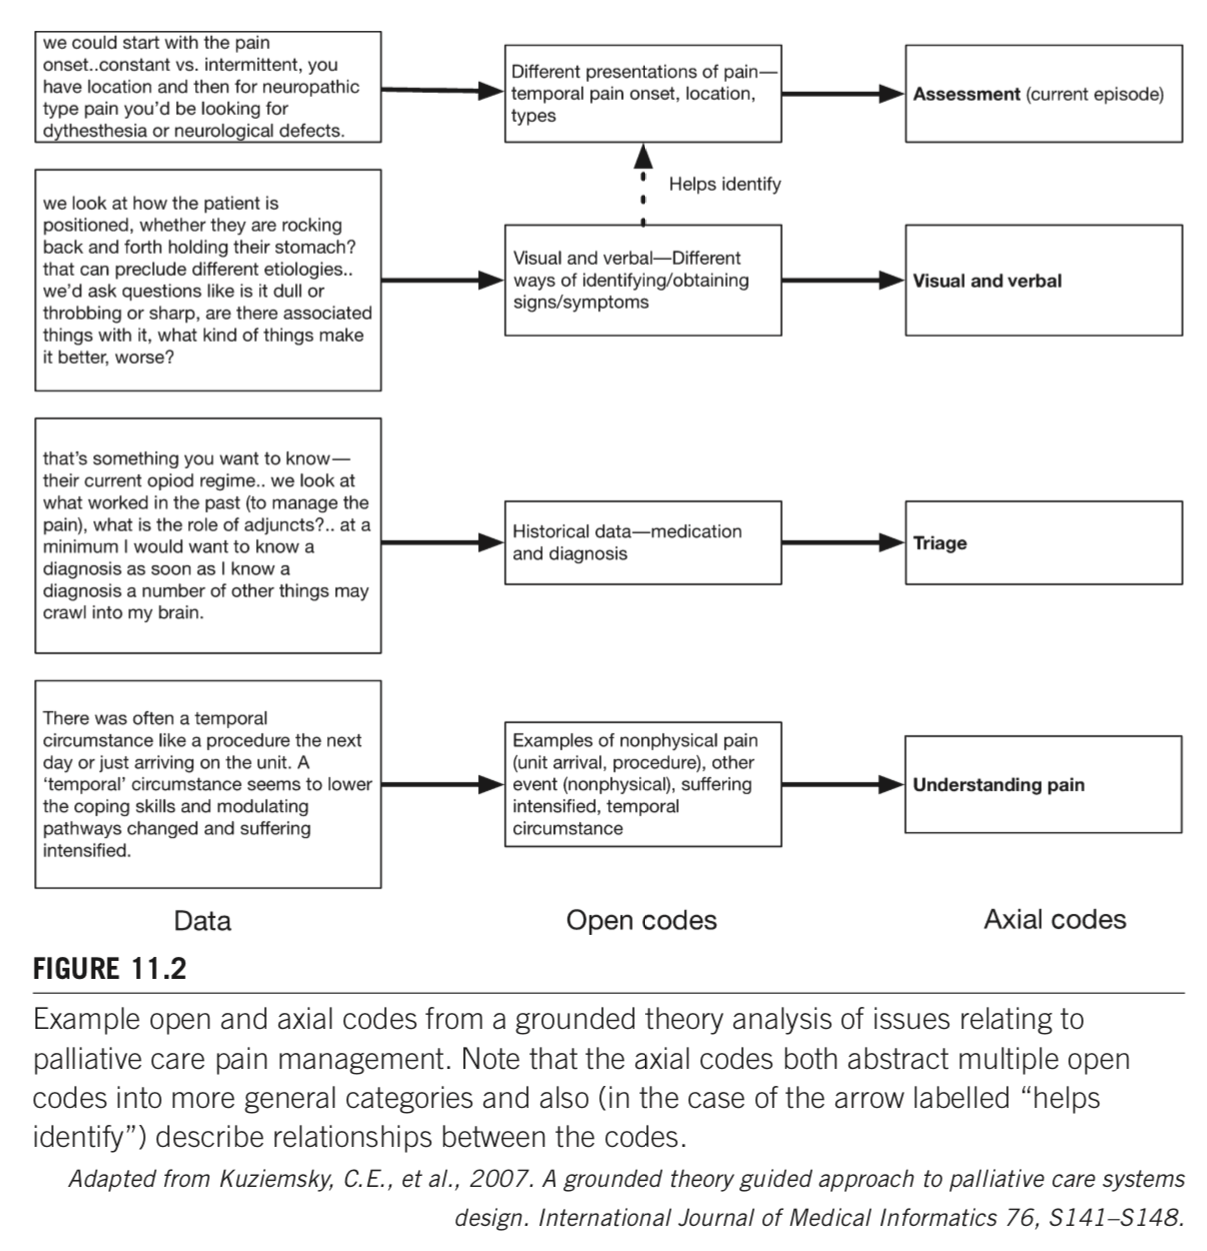 we could start with the pain
onset..constant vs. intermittent, you
have location and then for neuropathic
type pain you'd be looking for
dythesthesia or neurological defects.
Different presentations of pain—
temporal pain onset, location,
types
Assessment (current episode)
Helps identify
we look at how the patient is
positioned, whether they are rocking
back and forth holding their stomach?
that can preclude different etiologies..
we'd ask questions like is it dull or
throbbing or sharp, are there associated
things with it, what kind of things make
it better, worse?
Visual and verbal—Different
ways of identifying/obtaining
signs/symptoms
Visual and verbal
that's something you want to know—
their current opiod regime.. we look at
what worked in the past (to manage the
pain), what is the role of adjuncts?.. at a
minimum I would want to know a
diagnosis as soon as I know a
diagnosis a number of other things may
crawl into my brain.
Historical data—medication
and diagnosis
Triage
There was often a temporal
circumstance like a procedure the next
day or just arriving on the unit. A
'temporal' circumstance seems to lower
the coping skills and modulating
pathways changed and suffering
intensified.
Examples of nonphysical pain
(unit arrival, procedure), other
event (nonphysical), suffering
intensified, temporal
circumstance
Understanding pain
Data
Open codes
Axial codes
FIGURE 11.2
Example open and axial codes from a grounded theory analysis of issues relating to
palliative care pain management. Note that the axial codes both abstract multiple open
codes into more general categories and also (in the case of the arrow labelled "helps
identify") describe relationships between the codes.
Adapted from Kuziemsky, C.E., et al., 2007. A grounded theory guided approach to palliative care systems
design. International Journal of Medical Informatics 76, S141–S148.